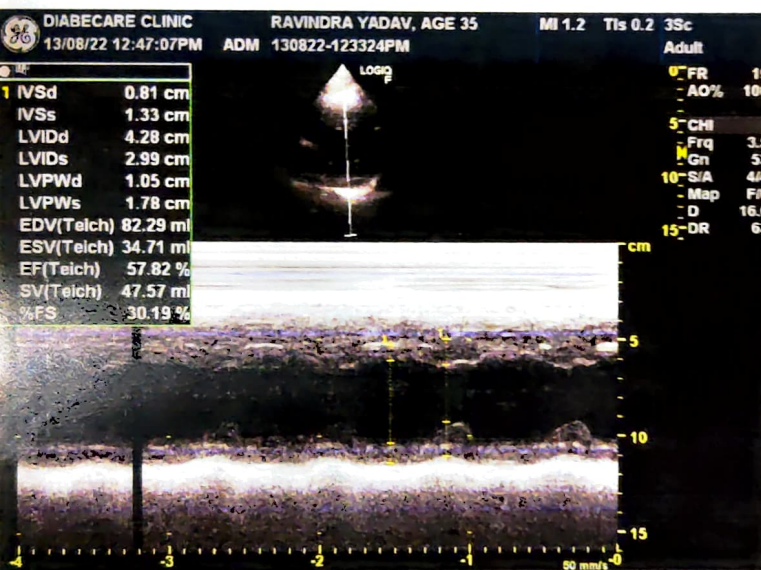 DIABECARE CLINIC RAVINDRA YADAV, AGE 35 MI 1.2 TIs 0.2 3Sc
13/08/22 12:47:07PM ADM 130822-123324PM Adult
LOGIQ
F
1 IVSd 0.81 cm
IVSs 1.33 cm
LVIDd 4.28 cm
LVIDs 2.99 cm
LVPWd 1.05 cm
LVPWs 1.78 cm
EDV(Teich) 82.29 ml
ESV(Teich) 34.71 ml
EF(Teich) 57.82 %
SV(Teich) 47.57 ml
%FS 30.19 %
0
5
10
15
FR
AO%
CHI
Frq
Gn
S/A
Map
D
DR
cm
5
10
15
-4 -3 -2 -1 -0
50 mm/s